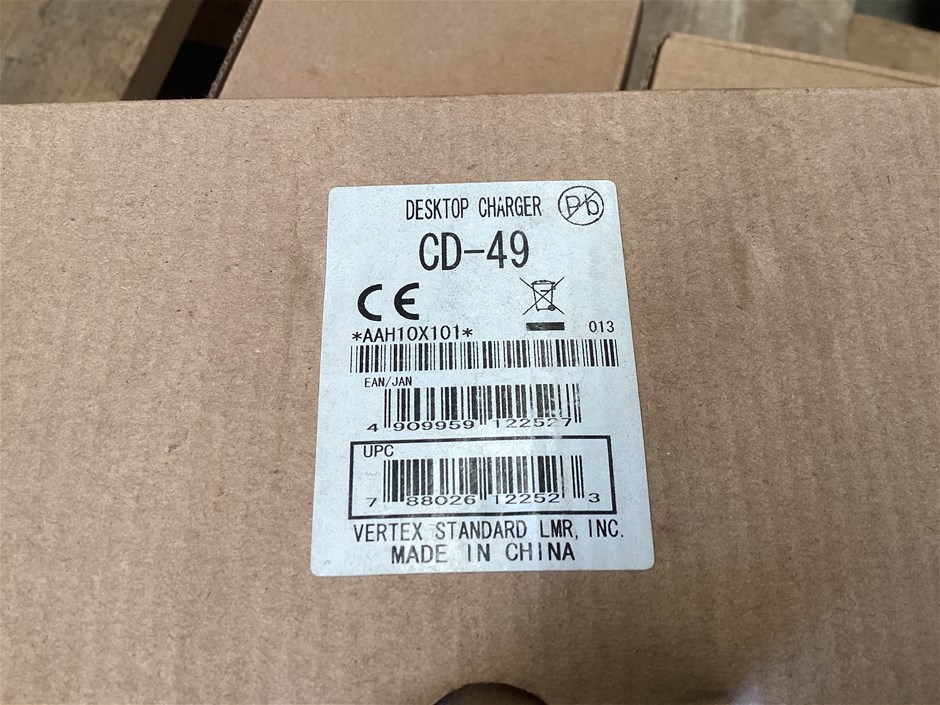 DESKTOP CHARGER Pb
CD-49
CE
*AAH10X101* 013
EAN/JAN
4 909959 122527
UPC
7 88026 12252 3
VERTEX STANDARD LMR, INC.
MADE IN CHINA